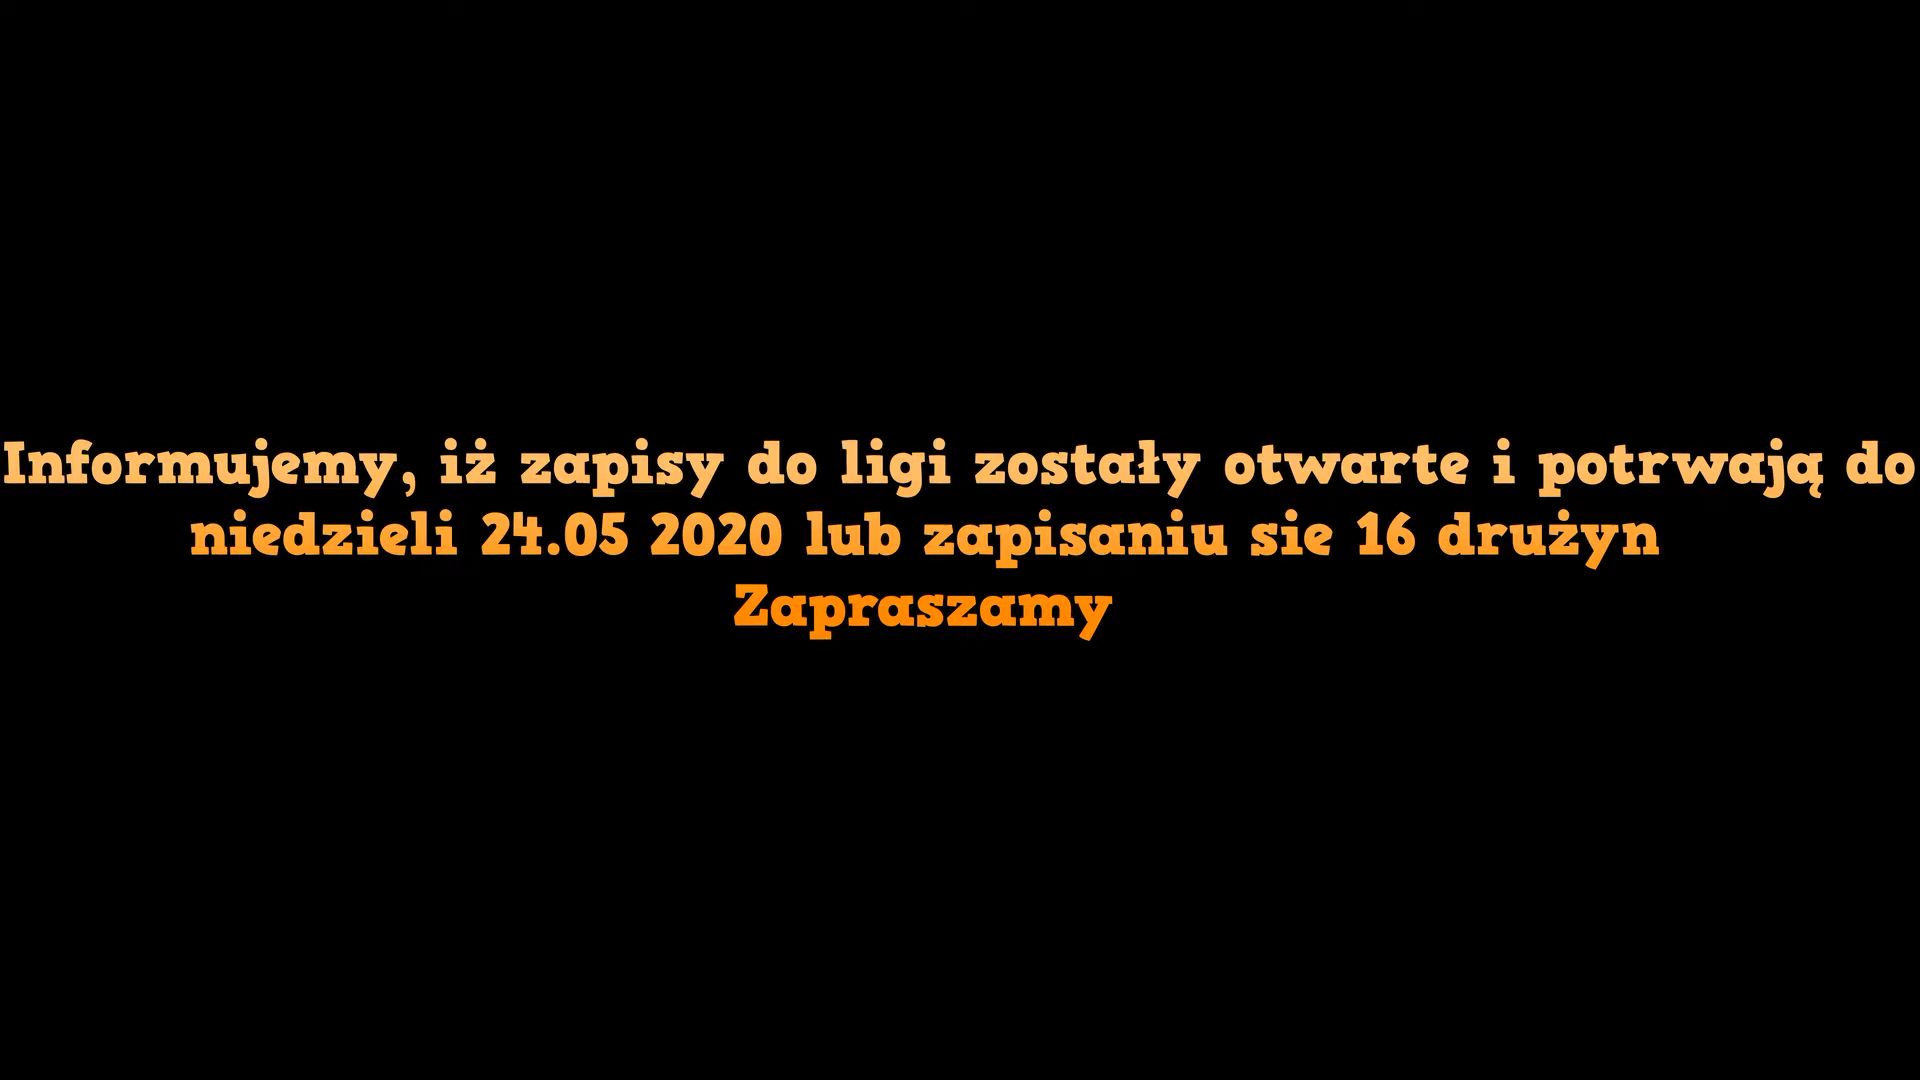 Informujemy, iż zapisy do ligi zostały otwarte i potrwają do
niedzieli 24.05 2020 lub zapisaniu sie 16 drużyn
Zapraszamy